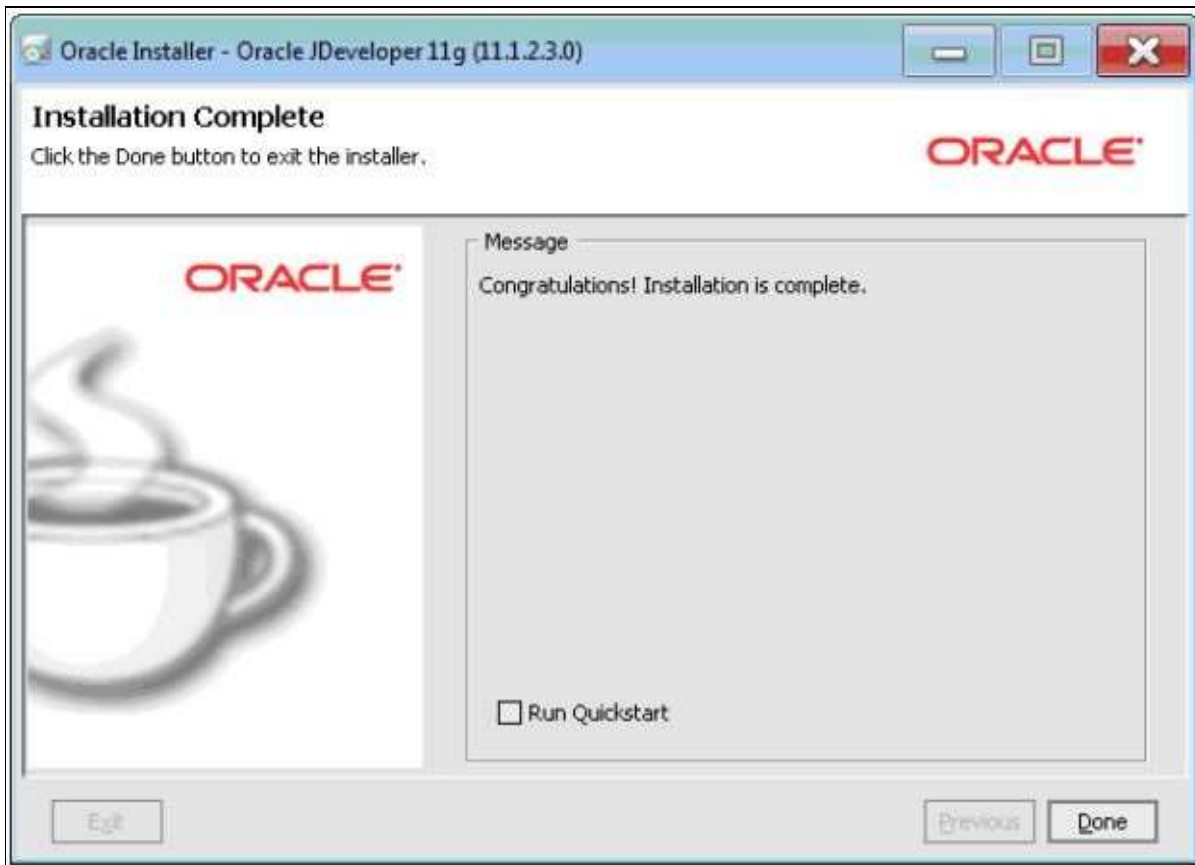 Oracle Installer - Oracle JDeveloper 11g (11.1.2.3.0)
Installation Complete
Click the Done button to exit the installer.
ORACLE
ORACLE
Message
Congratulations! Installation is complete.
Run Quickstart
Exit
Previous
Done